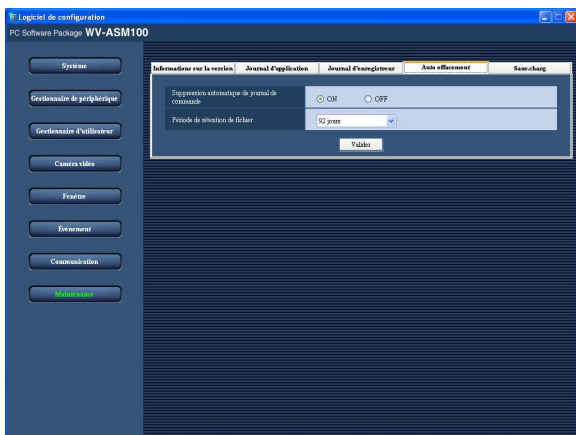 Logiciel de configuration
PC Software Package WV-ASM100
Système
Gestionnaire de périphérique
Gestionnaire d'utilisateur
Caméra vidéo
Fenêtre
Évènement
Communication
Maintenance
Informations sur la version
Journal d'application
Journal d'enregistreur
Auto effacement
Sauv.charg
Suppression automatique de journal de
commande
ON
OFF
Période de rétention de fichier
92 jours
Valider